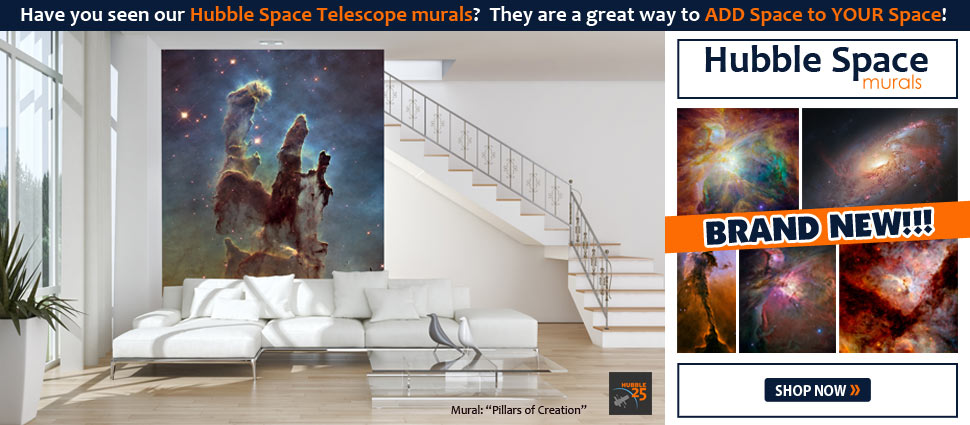 Have you seen our Hubble Space Telescope murals? They are a great way to ADD Space to YOUR Space!
Hubble Space
murals
BRAND NEW!!!
HUBBLE
25
Mural: “Pillars of Creation”
SHOP NOW »